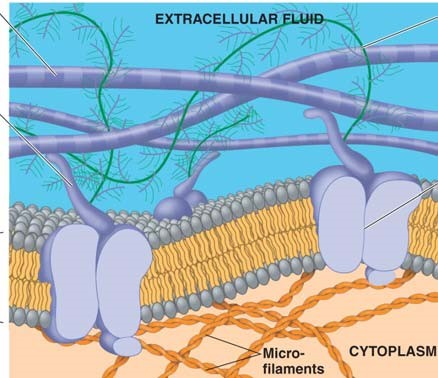 EXTRACELLULAR FLUID
Micro-
filaments
CYTOPLASM